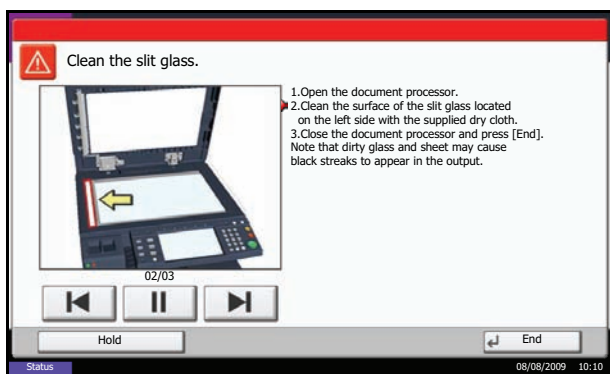 Clean the slit glass.
1.Open the document processor.
2.Clean the surface of the slit glass located
on the left side with the supplied dry cloth.
3.Close the document processor and press [End].
Note that dirty glass and sheet may cause
black streaks to appear in the output.
02/03
Hold
End
Status
08/08/2009 10:10